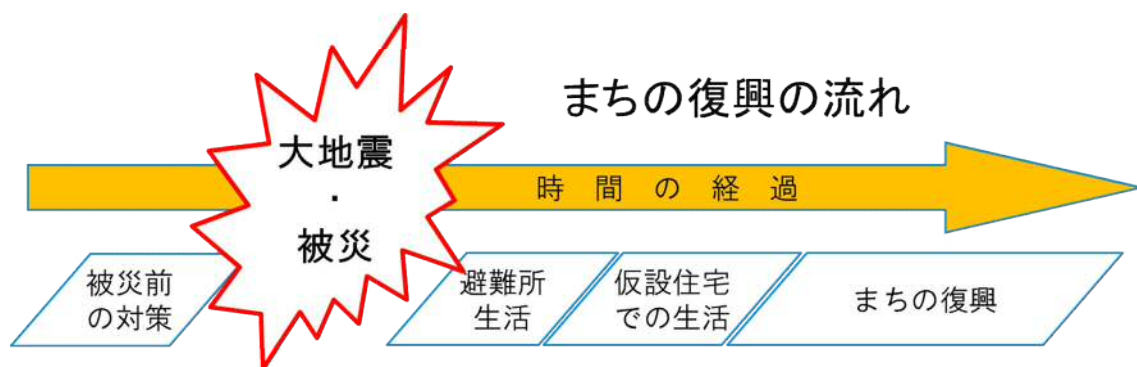 まちの復興の流れ
大地震
・
被災
時間の経過
被災前
の対策
避難所
生活
仮設住宅
での生活
まちの復興